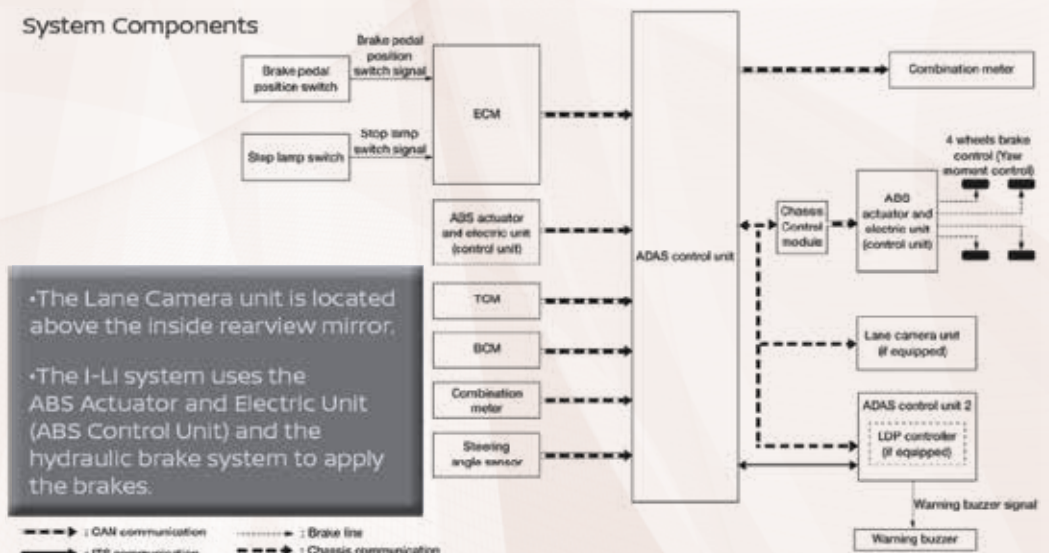 System Components
Brake pedal
position
switch signal
Brake pedal
position switch
ECM
Combination meter
Stop lamp
switch signal
Stop lamp switch
4 wheels brake
control (Yaw
moment control)
ABS actuator
and electric unit
(control unit)
ADAS control unit
Chassis
Control
module
ABS
actuator and
electric unit
(control unit)
•The Lane Camera unit is located
above the inside rearview mirror.
•The I-LI system uses the
ABS Actuator and Electric Unit
(ABS Control Unit) and the
hydraulic brake system to apply
the brakes.
TCM
BCM
Combination
meter
Steering
angle sensor
Lane camera unit
(if equipped)
ADAS control unit 2
LDP controller
(if equipped)
Warning buzzer signal
Warning buzzer
: CAN communication
: Brake line
: ITS communication
: Chassis communication